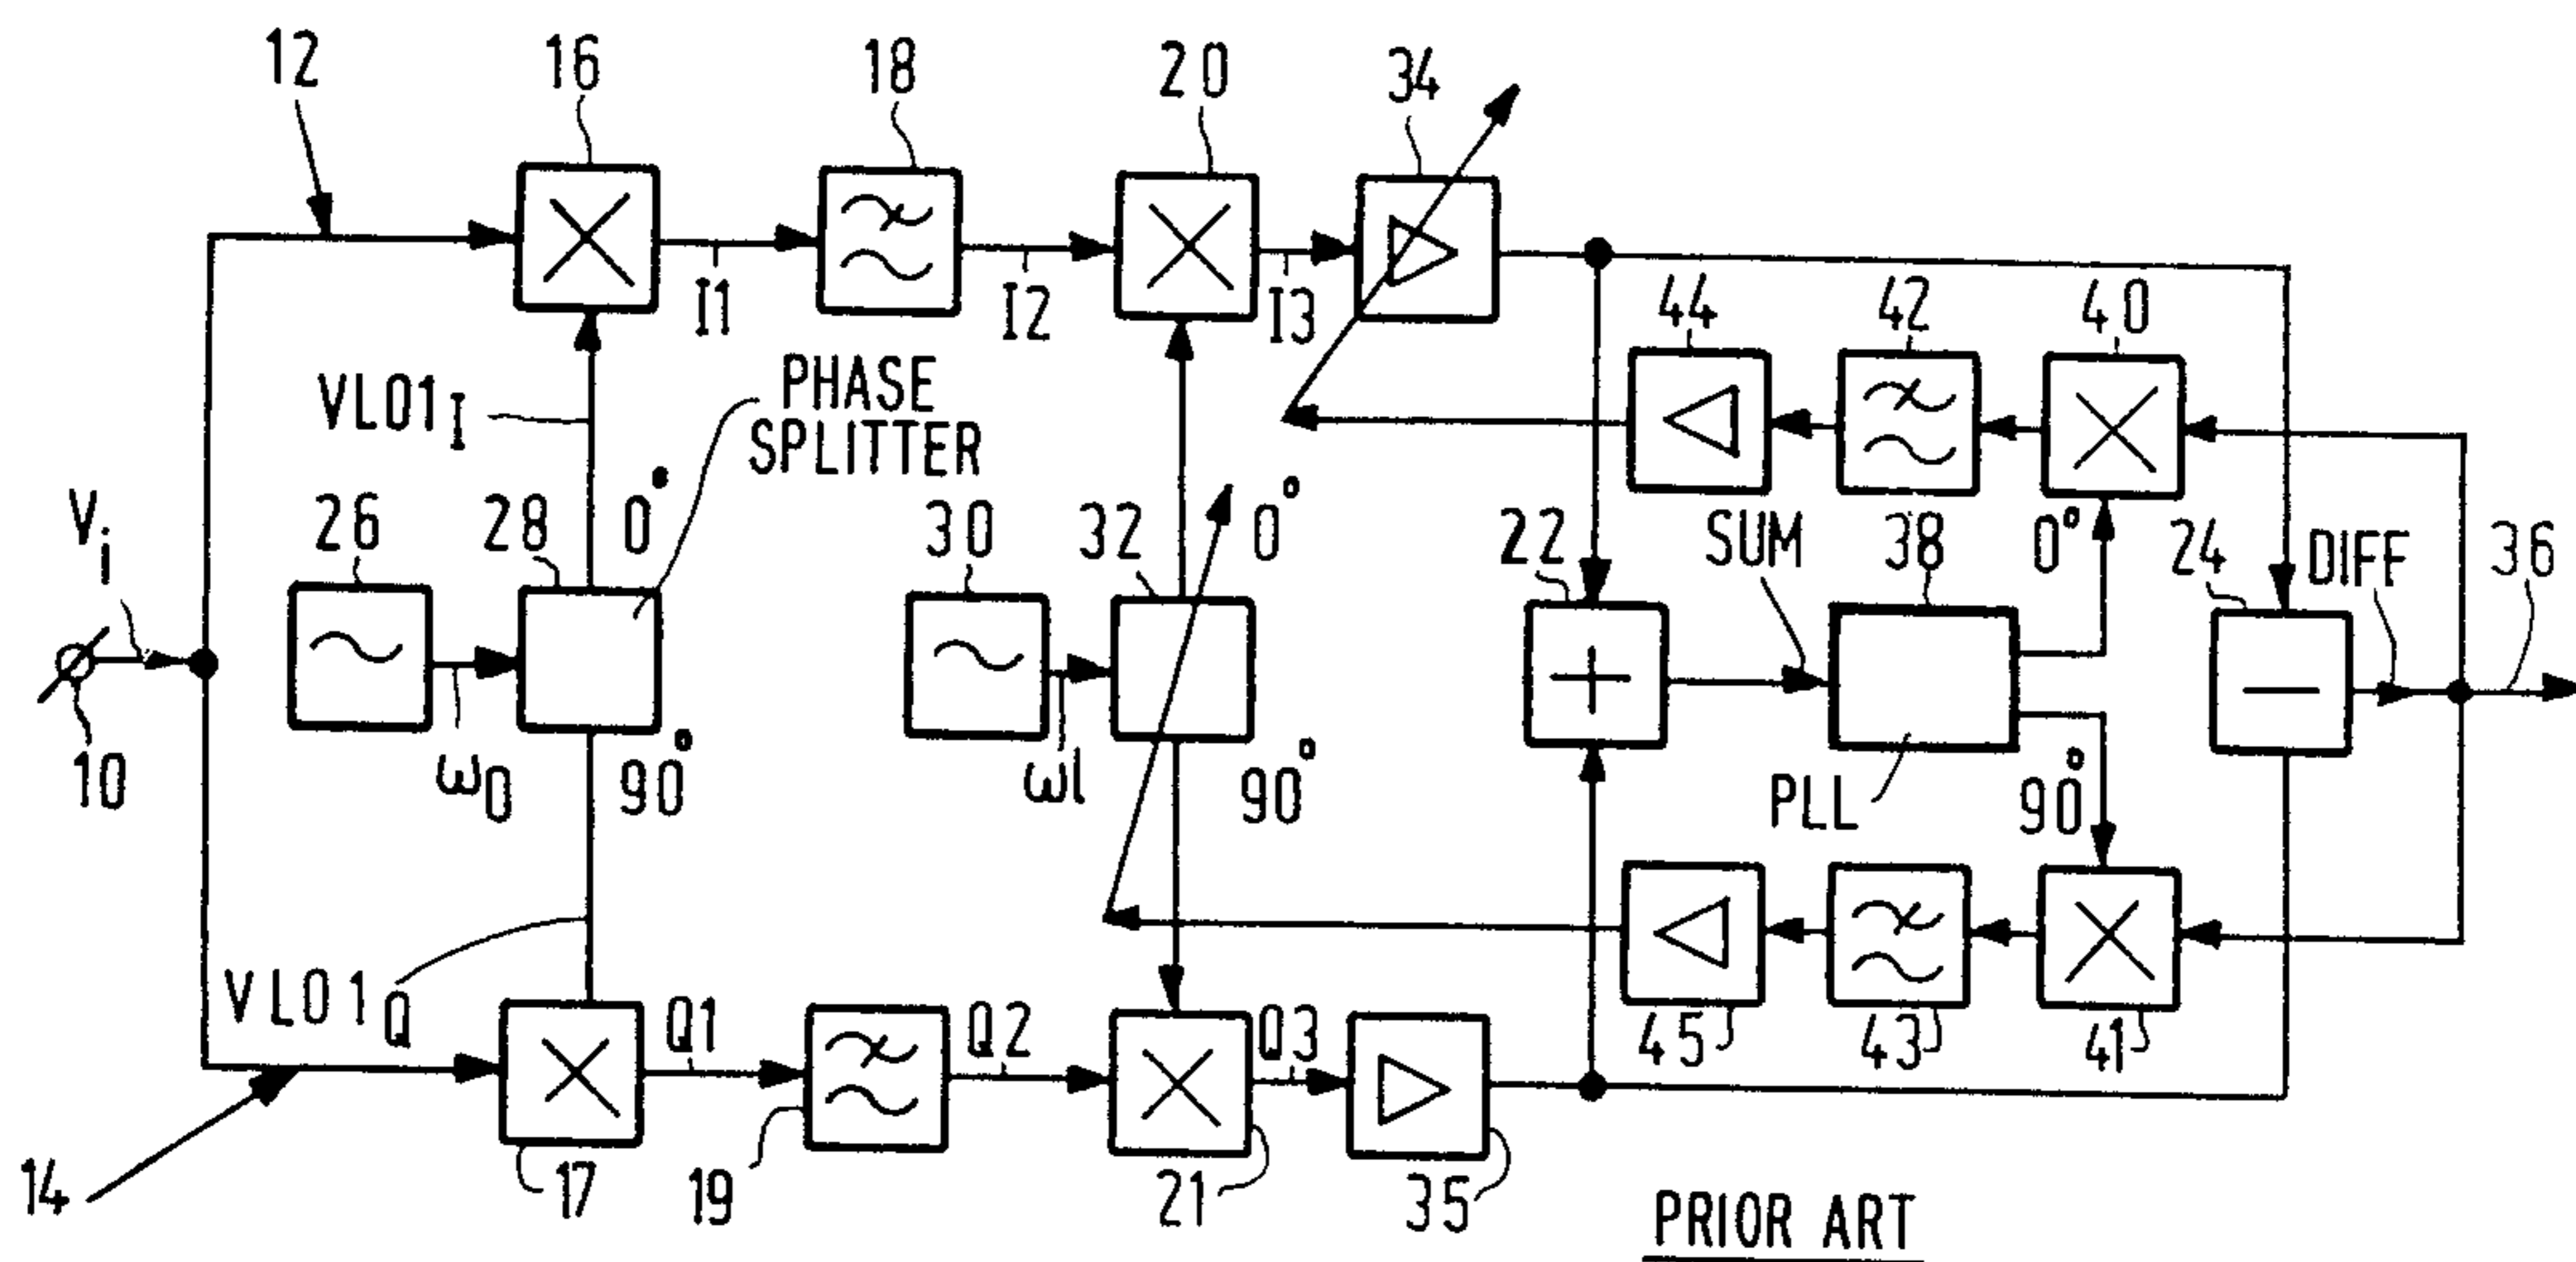 12
16
18
20
34
I1
I2
I3
44
42
40
VLO1I
PHASE
SPLITTER
Vi
26
28
0°
30
32
0°
22
SUM
38
0°
24
DIFF
36
10
ω0
90°
ωl
90°
PLL
90°
VLO1Q
Q1
Q2
Q3
45
43
41
14
17
19
21
35
PRIOR ART